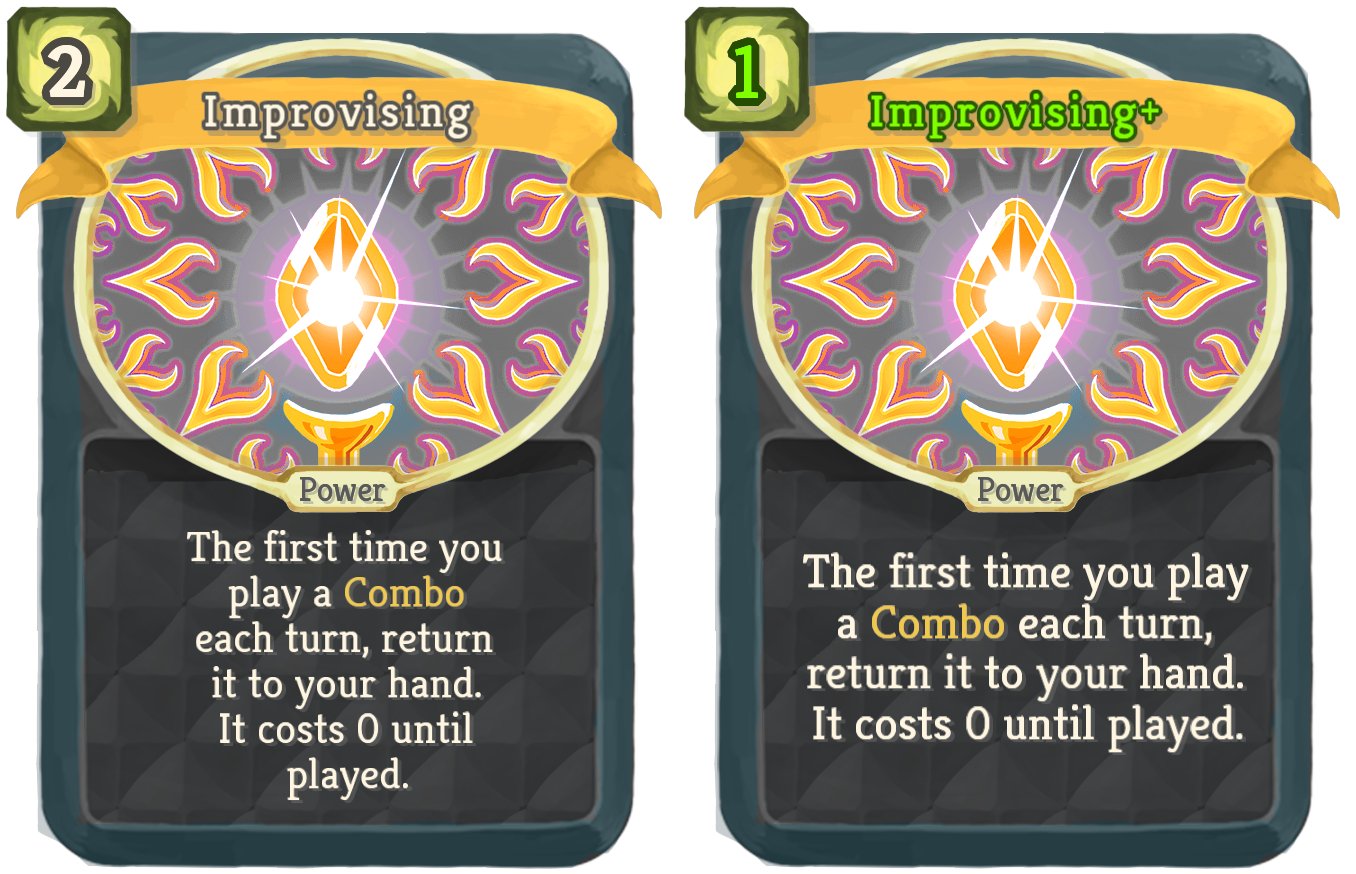 2
Improvising
Power
The first time you
play a Combo
each turn, return
it to your hand.
It costs 0 until
played.
1
Improvising+
Power
The first time you play
a Combo each turn,
return it to your hand.
It costs 0 until played.